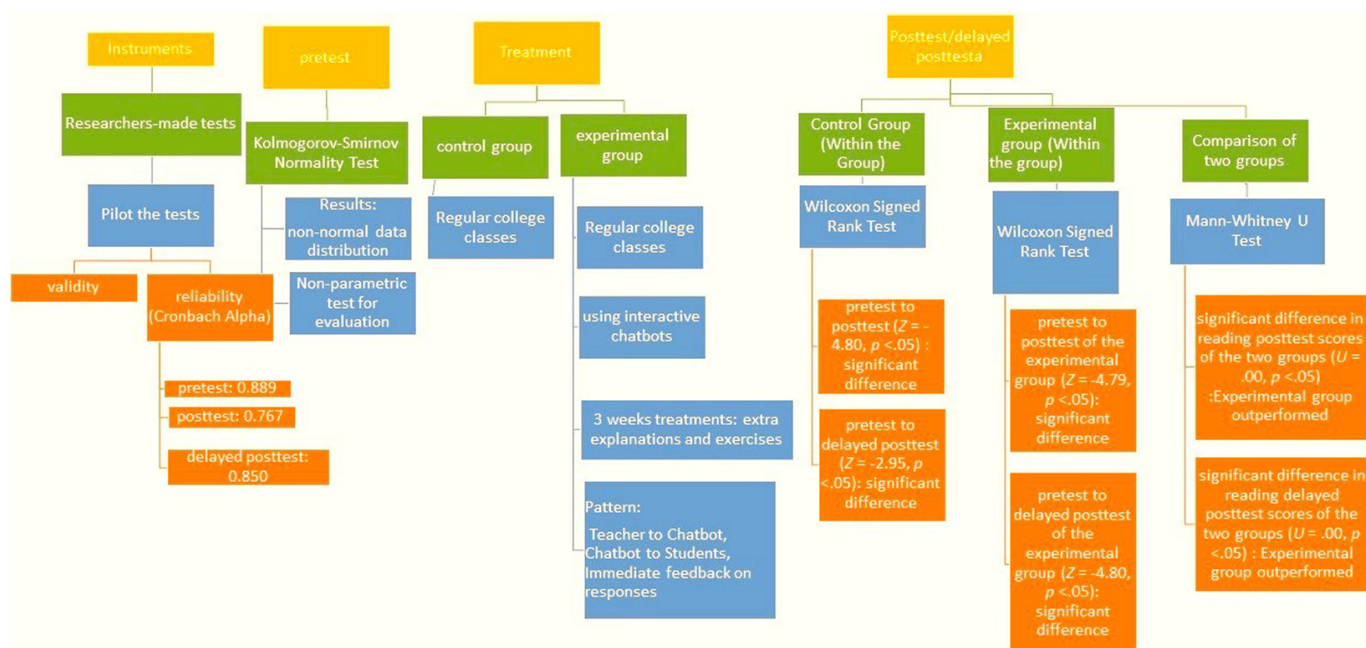 Instruments
Researchers-made tests
Pilot the tests
validity
reliability
(Cronbach Alpha)
pretest: 0.889
posttest: 0.767
delayed posttest:
0.850
pretest
Kolmogorov-Smirnov
Normality Test
Results:
non-normal data
distribution
Non-parametric
test for
evaluation
Treatment
control group
Regular college
classes
experimental
group
Regular college
classes
using interactive
chatbots
3 weeks treatments: extra
explanations and exercises
Pattern:
Teacher to Chatbot,
Chatbot to Students,
Immediate feedback on
responses
Posttest/delayed
posttesta
Control Group
(Within the
Group)
Wilcoxon Signed
Rank Test
pretest to
posttest (Z = -
4.80, p <.05) :
significant
difference
pretest to
delayed posttest
(Z = -2.95, p
<.05): significant
difference
Experimental
group (Within
the group)
Wilcoxon Signed
Rank Test
pretest to
posttest of the
experimental
group (Z = -4.79,
p <.05):
significant
difference
pretest to
delayed posttest
of the
experimental
group (Z = -4.80,
p <.05):
significant
difference
Comparison of
two groups
Mann-Whitney U
Test
significant difference in
reading posttest scores
of the two groups (U =
.00, p <.05)
:Experimental group
outperformed
significant difference in
reading delayed
posttest scores of the
two groups (U = .00, p
<.05) : Experimental
group outperformed